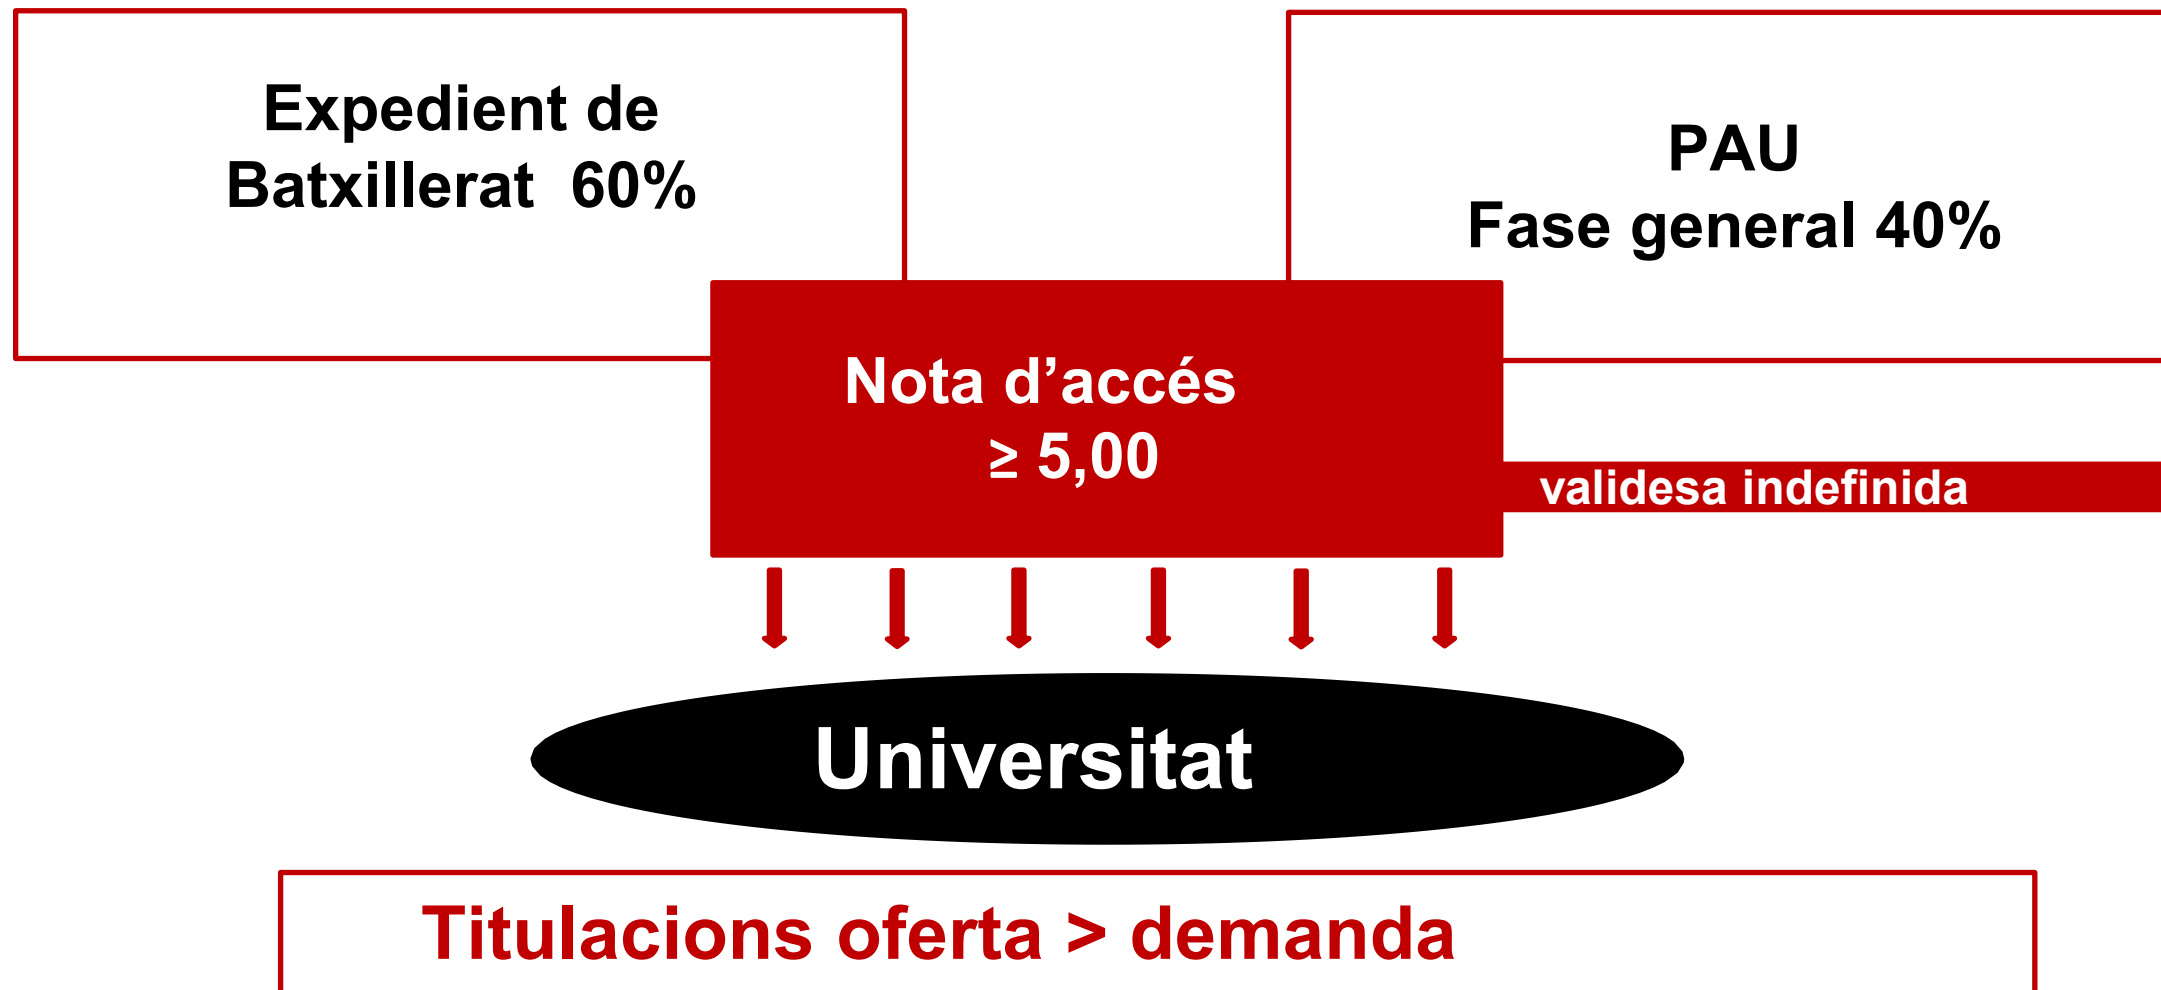 Expedient de
Batxillerat 60%
PAU
Fase general 40%
Nota d’accés
≥ 5,00
validesa indefinida
Universitat
Titulacions oferta > demanda